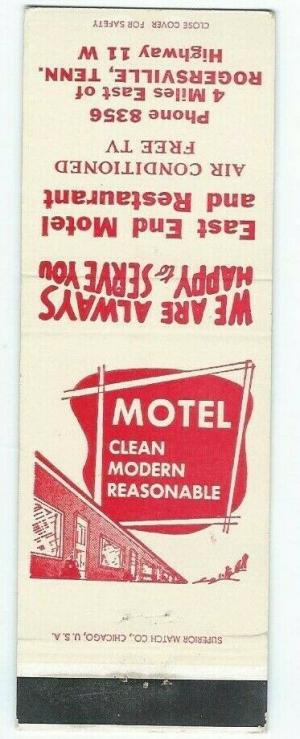 MOTEL
CLEAN
MODERN
REASONABLE
WE ARE ALWAYS
HAPPY to SERVE YOU
East End Motel
and Restaurant
AIR CONDITIONED
FREE TV
Phone 8356
4 Miles East of
ROGERSVILLE, TENN.
Highway 11 W
CLOSE COVER FOR SAFETY
SUPERIOR MATCH CO., CHICAGO, U.S.A.